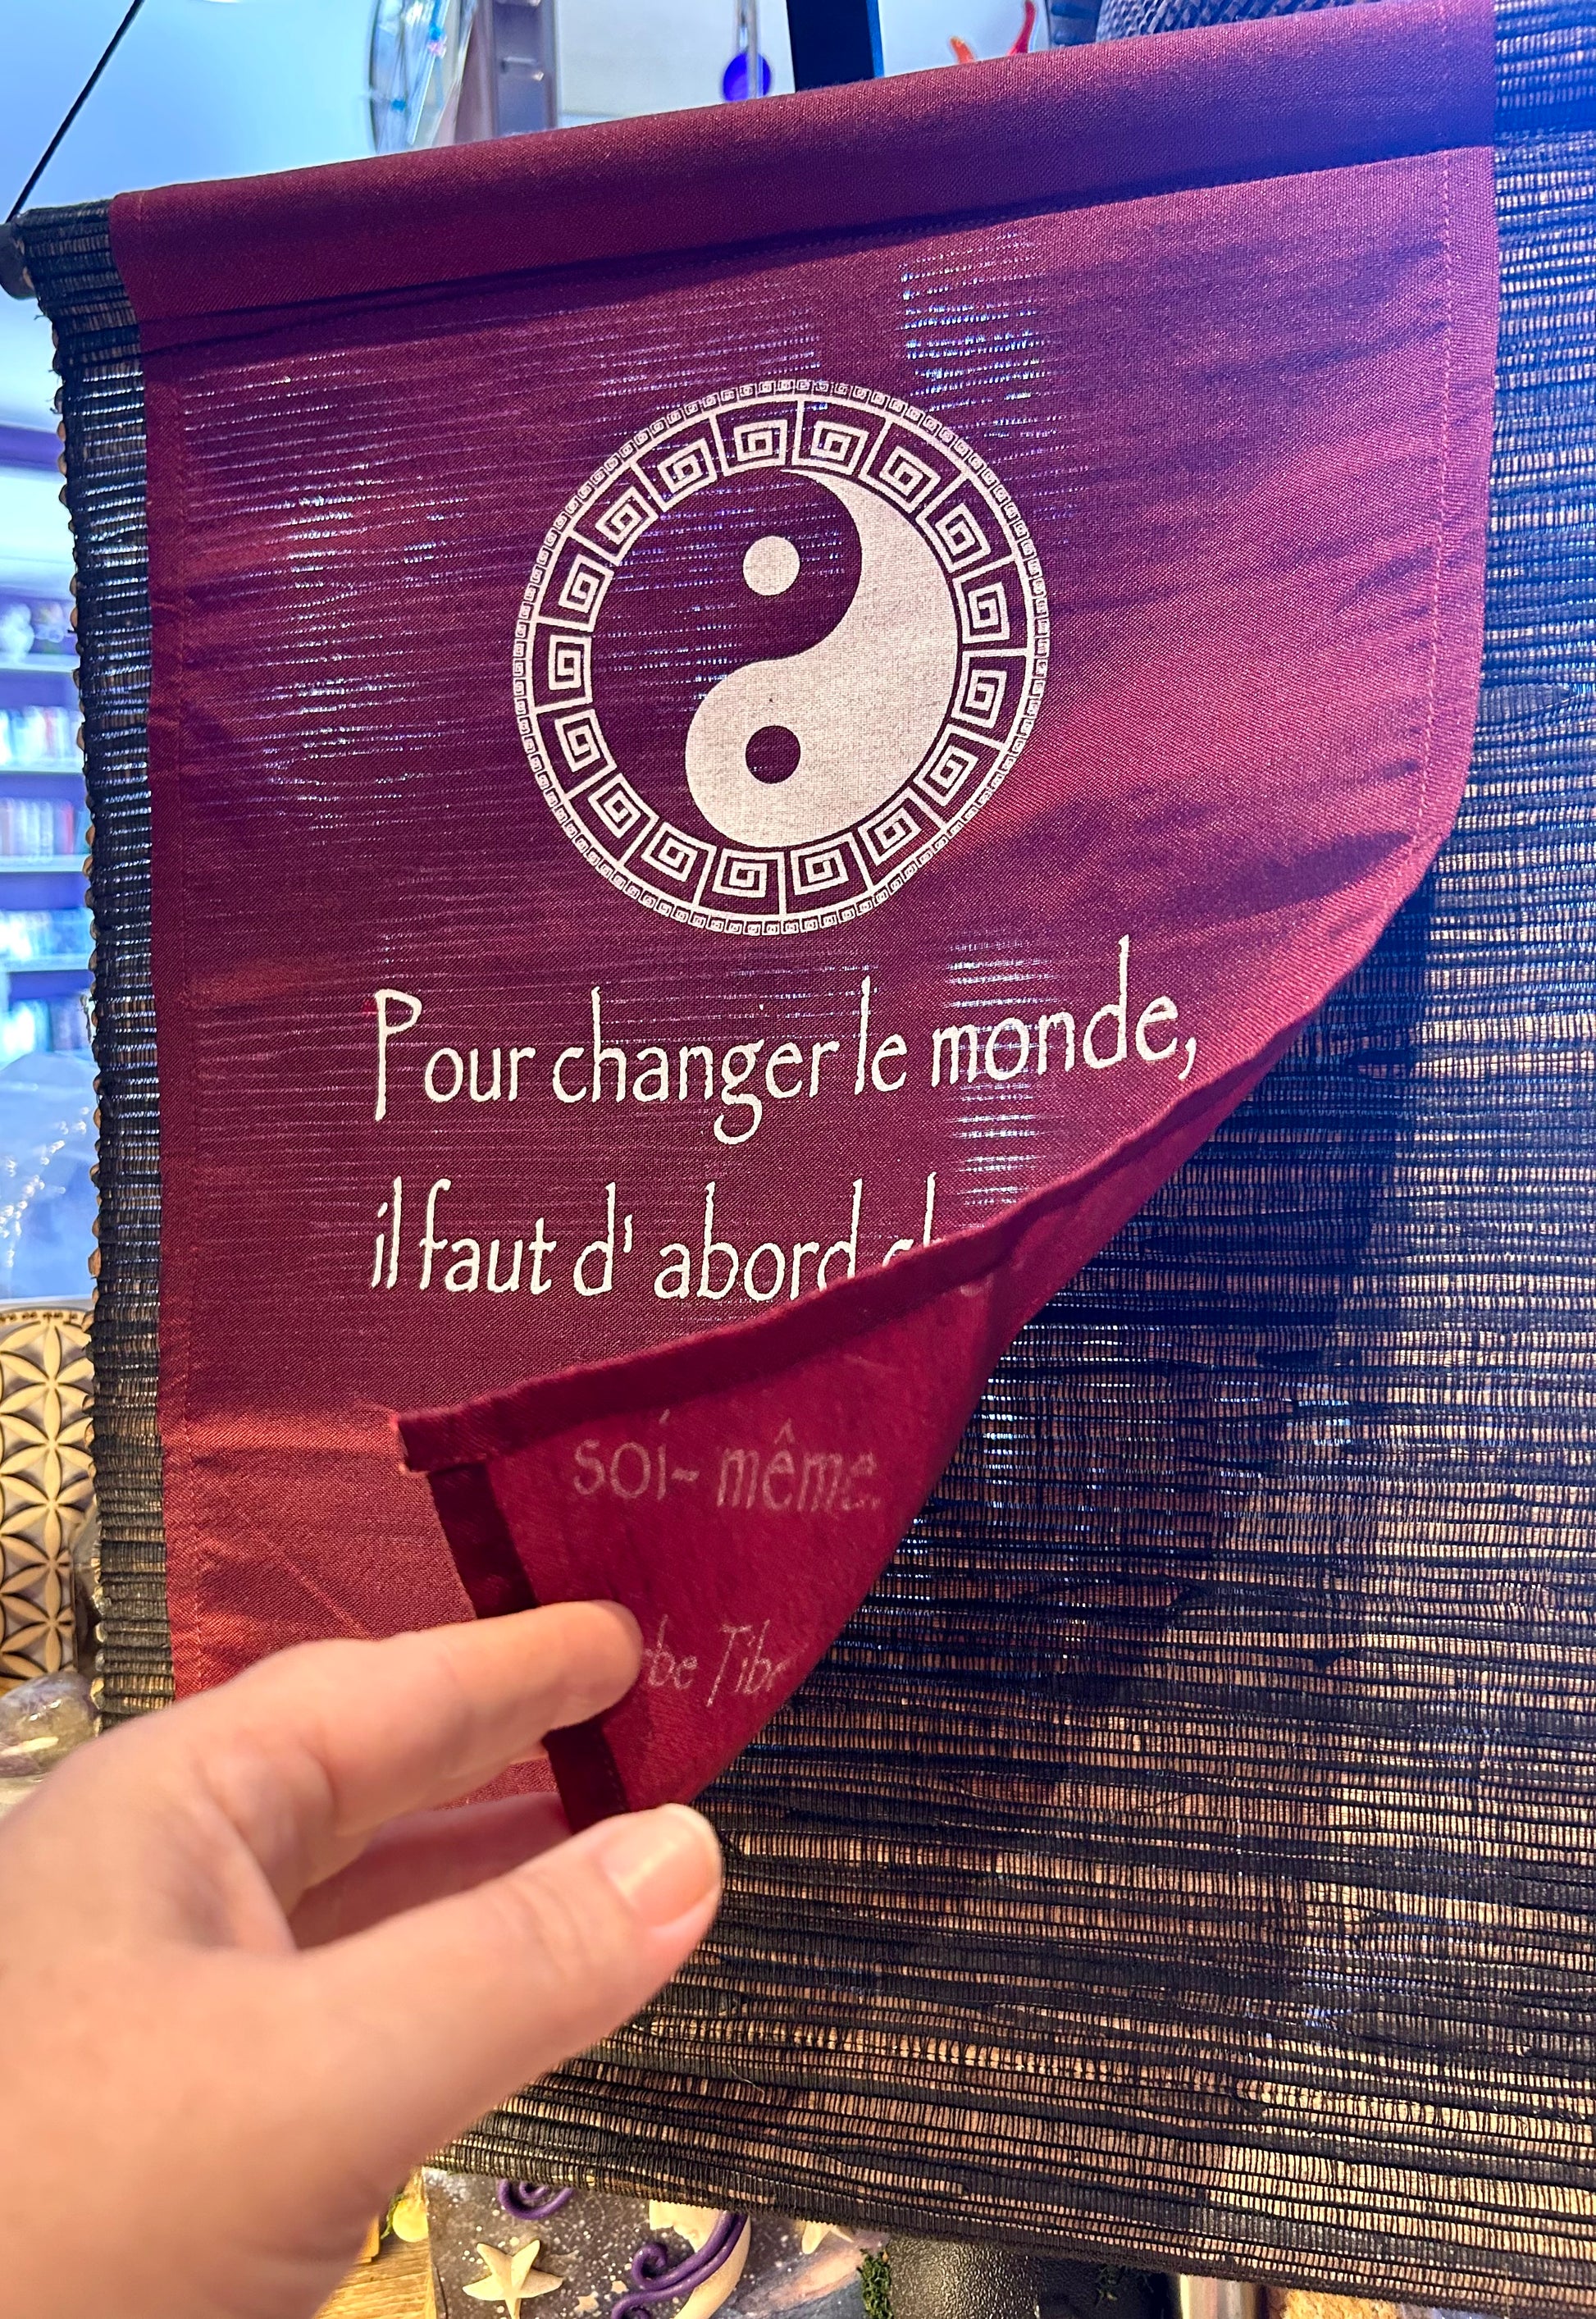 Pour changer le monde,
il faut d' abord
soi- même.